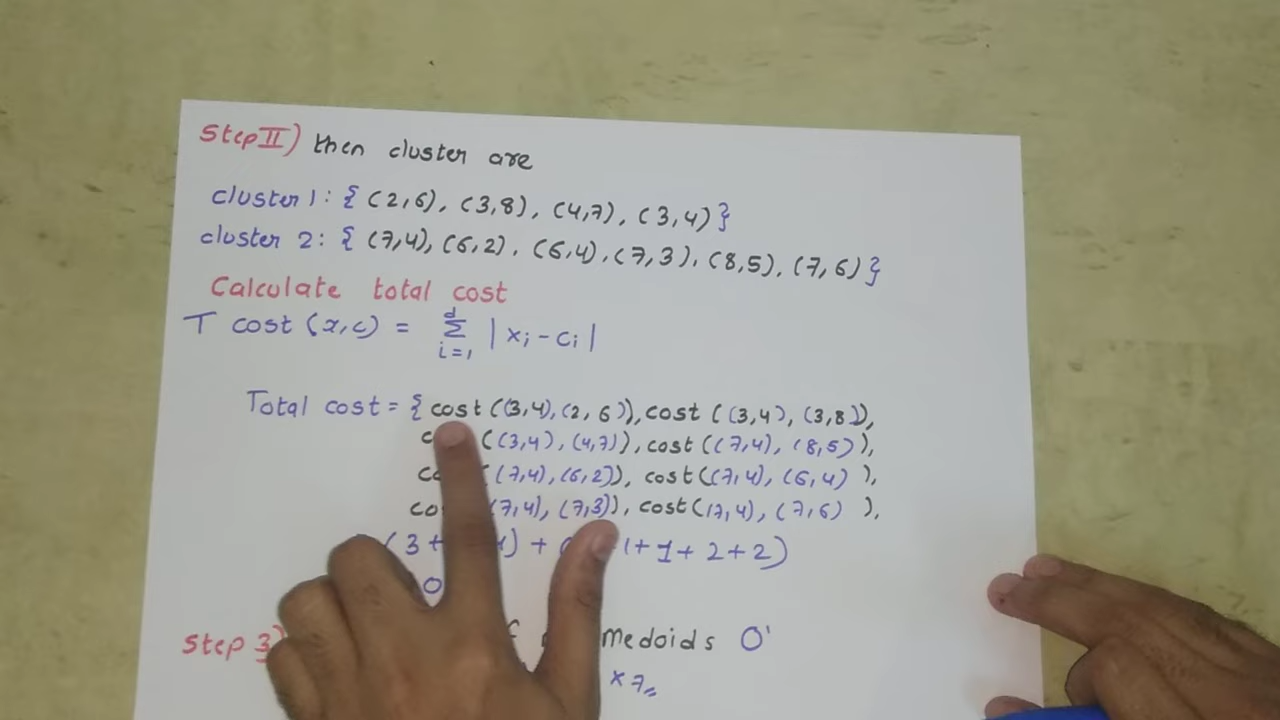 Step II) then cluster are
cluster 1: { (2,6), (3,8), (4,7), (3,4) }
cluster 2: { (7,4), (6,2), (6,4), (7,3), (8,5), (7,6) }
Calculate total cost
T cost (x,c) = d Σ i=1 | xi - ci |
Total cost = { cost ((3,4), (2,6)), cost ((3,4), (3,8)),
((3,4), (4,7)), cost ((7,4), (8,5)),
(7,4), (6,2)), cost ((7,4), (6,4) ),
7,4), (7,3)), cost (17,4), (7,6) ),
(3+ ) + 1+1+2+2)
0
Step 3) medoids O'
x7